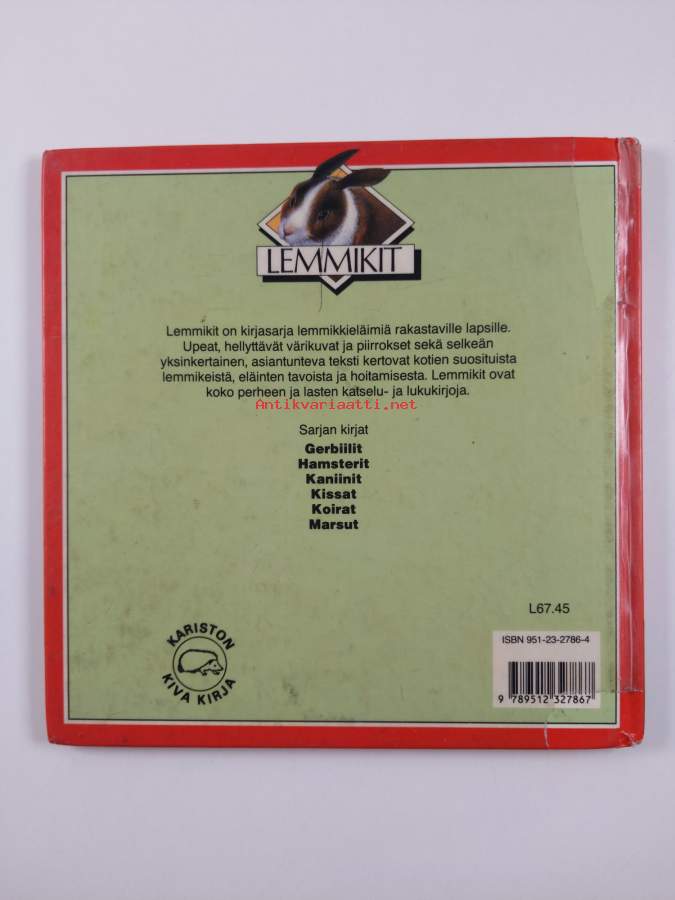 LEMMIKIT
Lemmikit on kirjasarja lemmikkieläimiä rakastaville lapsille.
Upeat, hellyttävät värikuvat ja piirrokset sekä selkeän
yksinkertainen, asiantunteva teksti kertovat kotien suosituista
lemmikeistä, eläinten tavoista ja hoitamisesta. Lemmikit ovat
koko perheen ja lasten katselu- ja lukukirjoja.
Antikvariaatti.net
Sarjan kirjat
Gerbiilit
Hamsterit
Kaniinit
Kissat
Koirat
Marsut
L67.45
KARISTON
KIVA KIRJA
ISBN 951-23-2786-4
9 789512 327867